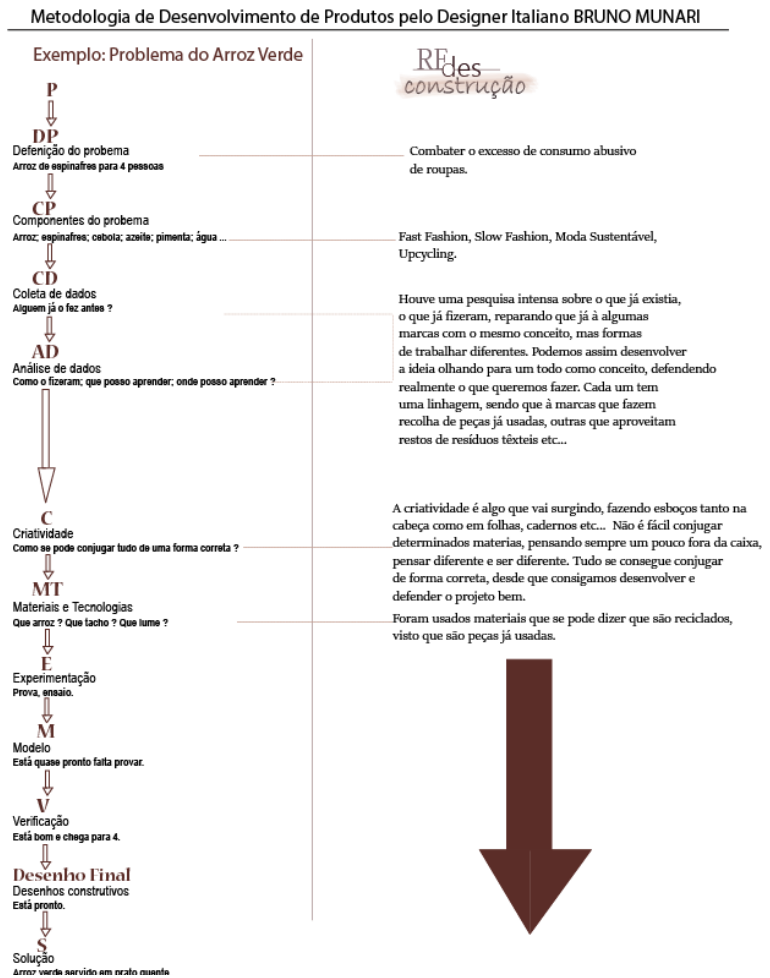 Metodologia de Desenvolvimento de Produtos pelo Designer Italiano BRUNO MUNARI
Exemplo: Problema do Arroz Verde
P
DP
Defenição do probema
Arroz de espinafres para 4 pessoas
CP
Componentes do probema
Arroz; espinafres; cebola; azeite; pimenta; água ...
CD
Coleta de dados
Alguem já o fez antes ?
AD
Análise de dados
Como o fizeram; que posso aprender; onde posso aprender ?
C
Criatividade
Como se pode conjugar tudo de uma forma correta ?
MT
Materiais e Tecnologias
Que arroz ? Que tacho ? Que lume ?
E
Experimentação
Prova, ensaio.
M
Modelo
Está quase pronto falta provar.
V
Verificação
Está bom e chega para 4.
Desenho Final
Desenhos construtivos
Está pronto.
S
Solução
Arroz verde servido em prato quente
RE
des
construção
Combater o excesso de consumo abusivo
de roupas.
Fast Fashion, Slow Fashion, Moda Sustentável,
Upcycling.
Houve uma pesquisa intensa sobre o que já existia,
o que já fizeram, reparando que já à algumas
marcas com o mesmo conceito, mas formas
de trabalhar diferentes. Podemos assim desenvolver
a ideia olhando para um todo como conceito, defendendo
realmente o que queremos fazer. Cada um tem
uma linhagem, sendo que à marcas que fazem
recolha de peças já usadas, outras que aproveitam
restos de resíduos têxteis etc...
A criatividade é algo que vai surgindo, fazendo esboços tanto na
cabeça como em folhas, cadernos etc... Não é fácil conjugar
determinados materias, pensando sempre um pouco fora da caixa,
pensar diferente e ser diferente. Tudo se consegue conjugar
de forma correta, desde que consigamos desenvolver e
defender o projeto bem.
Foram usados materiais que se pode dizer que são reciclados,
visto que são peças já usadas.